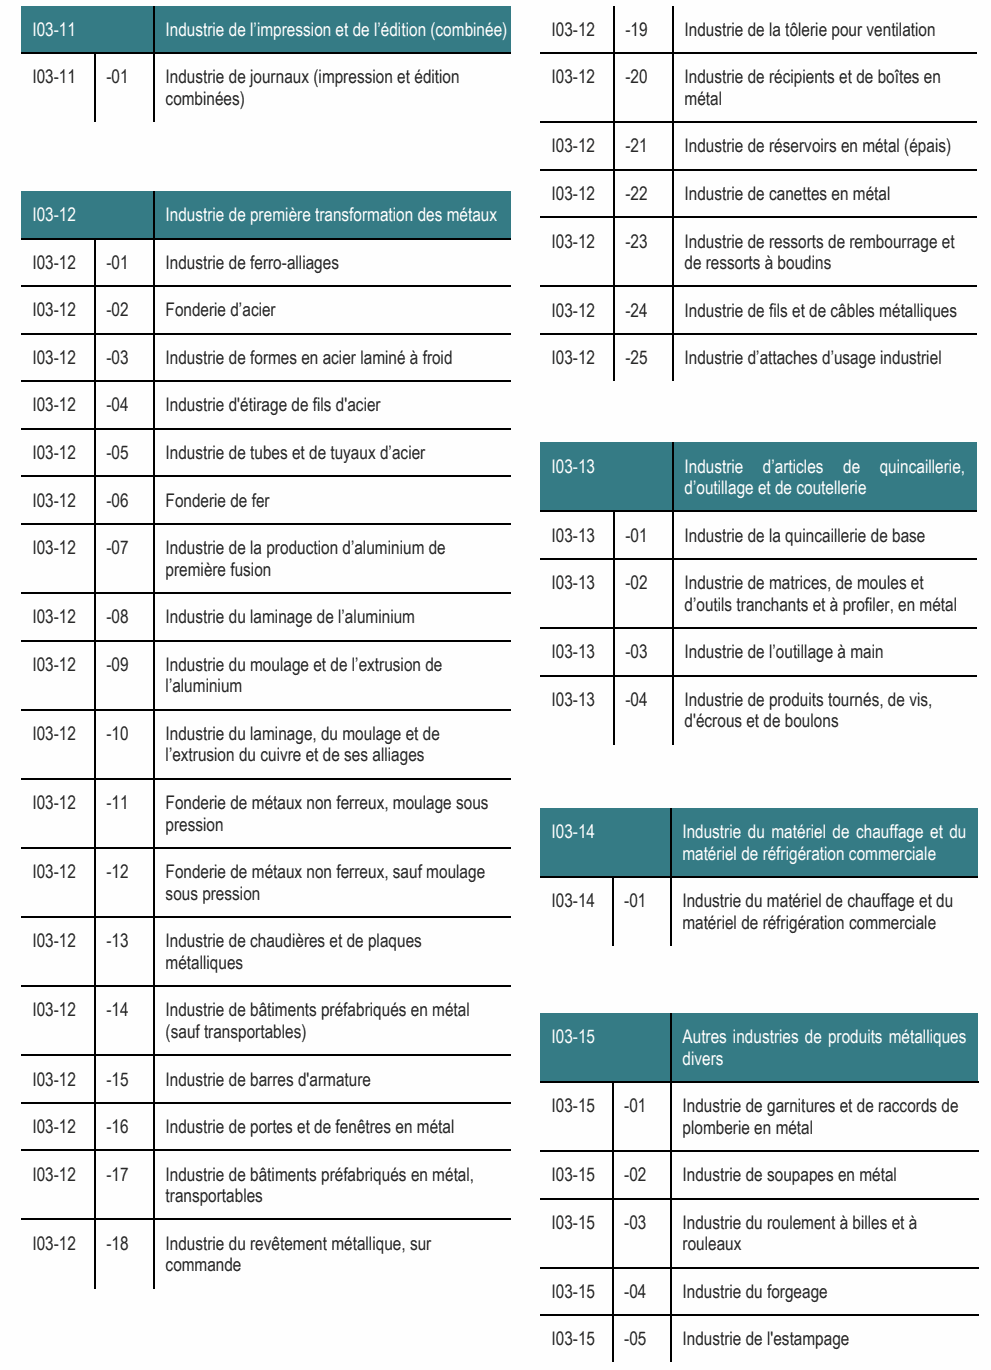 I03-11 Industrie de l’impression et de l’édition (combinée)
I03-11 -01 Industrie de journaux (impression et édition
combinées)
I03-12 Industrie de première transformation des métaux
I03-12 -01 Industrie de ferro-alliages
I03-12 -02 Fonderie d’acier
I03-12 -03 Industrie de formes en acier laminé à froid
I03-12 -04 Industrie d'étirage de fils d'acier
I03-12 -05 Industrie de tubes et de tuyaux d’acier
I03-12 -06 Fonderie de fer
I03-12 -07 Industrie de la production d’aluminium de
première fusion
I03-12 -08 Industrie du laminage de l’aluminium
I03-12 -09 Industrie du moulage et de l’extrusion de
l’aluminium
I03-12 -10 Industrie du laminage, du moulage et de
l’extrusion du cuivre et de ses alliages
I03-12 -11 Fonderie de métaux non ferreux, moulage sous
pression
I03-12 -12 Fonderie de métaux non ferreux, sauf moulage
sous pression
I03-12 -13 Industrie de chaudières et de plaques
métalliques
I03-12 -14 Industrie de bâtiments préfabriqués en métal
(sauf transportables)
I03-12 -15 Industrie de barres d'armature
I03-12 -16 Industrie de portes et de fenêtres en métal
I03-12 -17 Industrie de bâtiments préfabriqués en métal,
transportables
I03-12 -18 Industrie du revêtement métallique, sur
commande
I03-12 -19 Industrie de la tôlerie pour ventilation
I03-12 -20 Industrie de récipients et de boîtes en
métal
I03-12 -21 Industrie de réservoirs en métal (épais)
I03-12 -22 Industrie de canettes en métal
I03-12 -23 Industrie de ressorts de rembourrage et
de ressorts à boudins
I03-12 -24 Industrie de fils et de câbles métalliques
I03-12 -25 Industrie d’attaches d’usage industriel
I03-13 Industrie d’articles de quincaillerie,
d’outillage et de coutellerie
I03-13 -01 Industrie de la quincaillerie de base
I03-13 -02 Industrie de matrices, de moules et
d’outils tranchants et à profiler, en métal
I03-13 -03 Industrie de l’outillage à main
I03-13 -04 Industrie de produits tournés, de vis,
d'écrous et de boulons
I03-14 Industrie du matériel de chauffage et du
matériel de réfrigération commerciale
I03-14 -01 Industrie du matériel de chauffage et du
matériel de réfrigération commerciale
I03-15 Autres industries de produits métalliques
divers
I03-15 -01 Industrie de garnitures et de raccords de
plomberie en métal
I03-15 -02 Industrie de soupapes en métal
I03-15 -03 Industrie du roulement à billes et à
rouleaux
I03-15 -04 Industrie du forgeage
I03-15 -05 Industrie de l'estampage